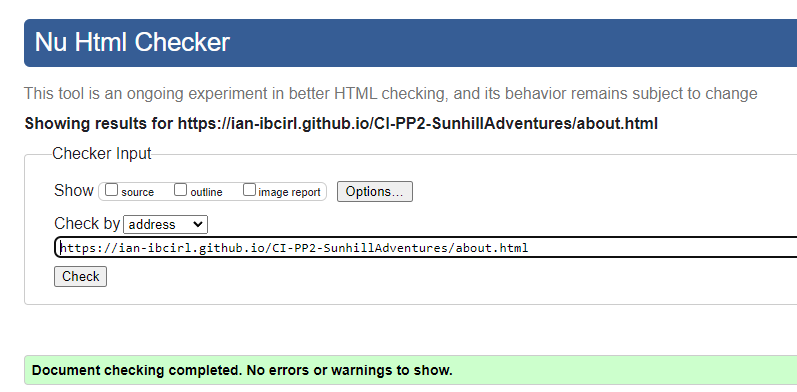 Nu Html Checker
This tool is an ongoing experiment in better HTML checking, and its behavior remains subject to change
Showing results for https://ian-ibcirl.github.io/CI-PP2-SunhillAdventures/about.html
Checker Input
Show source outline image report Options...
Check by address
https://ian-ibcirl.github.io/CI-PP2-SunhillAdventures/about.html
Check
Document checking completed. No errors or warnings to show.